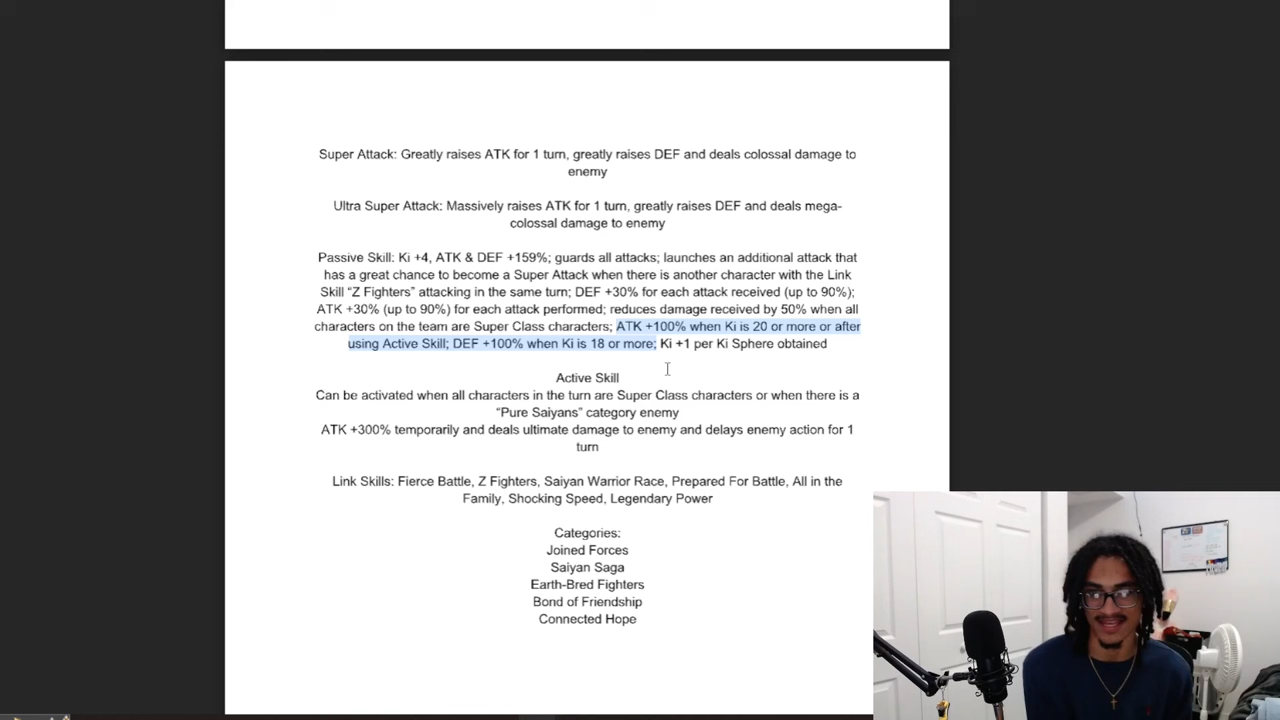 Super Attack: Greatly raises ATK for 1 turn, greatly raises DEF and deals colossal damage to
enemy
Ultra Super Attack: Massively raises ATK for 1 turn, greatly raises DEF and deals mega-
colossal damage to enemy
Passive Skill: Ki +4, ATK & DEF +159%; guards all attacks; launches an additional attack that
has a great chance to become a Super Attack when there is another character with the Link
Skill “Z Fighters” attacking in the same turn; DEF +30% for each attack received (up to 90%);
ATK +30% (up to 90%) for each attack performed; reduces damage received by 50% when all
characters on the team are Super Class characters; ATK +100% when Ki is 20 or more or after
using Active Skill; DEF +100% when Ki is 18 or more; Ki +1 per Ki Sphere obtained
Active Skill
Can be activated when all characters in the turn are Super Class characters or when there is a
“Pure Saiyans” category enemy
ATK +300% temporarily and deals ultimate damage to enemy and delays enemy action for 1
turn
Link Skills: Fierce Battle, Z Fighters, Saiyan Warrior Race, Prepared For Battle, All in the
Family, Shocking Speed, Legendary Power
Categories:
Joined Forces
Saiyan Saga
Earth-Bred Fighters
Bond of Friendship
Connected Hope